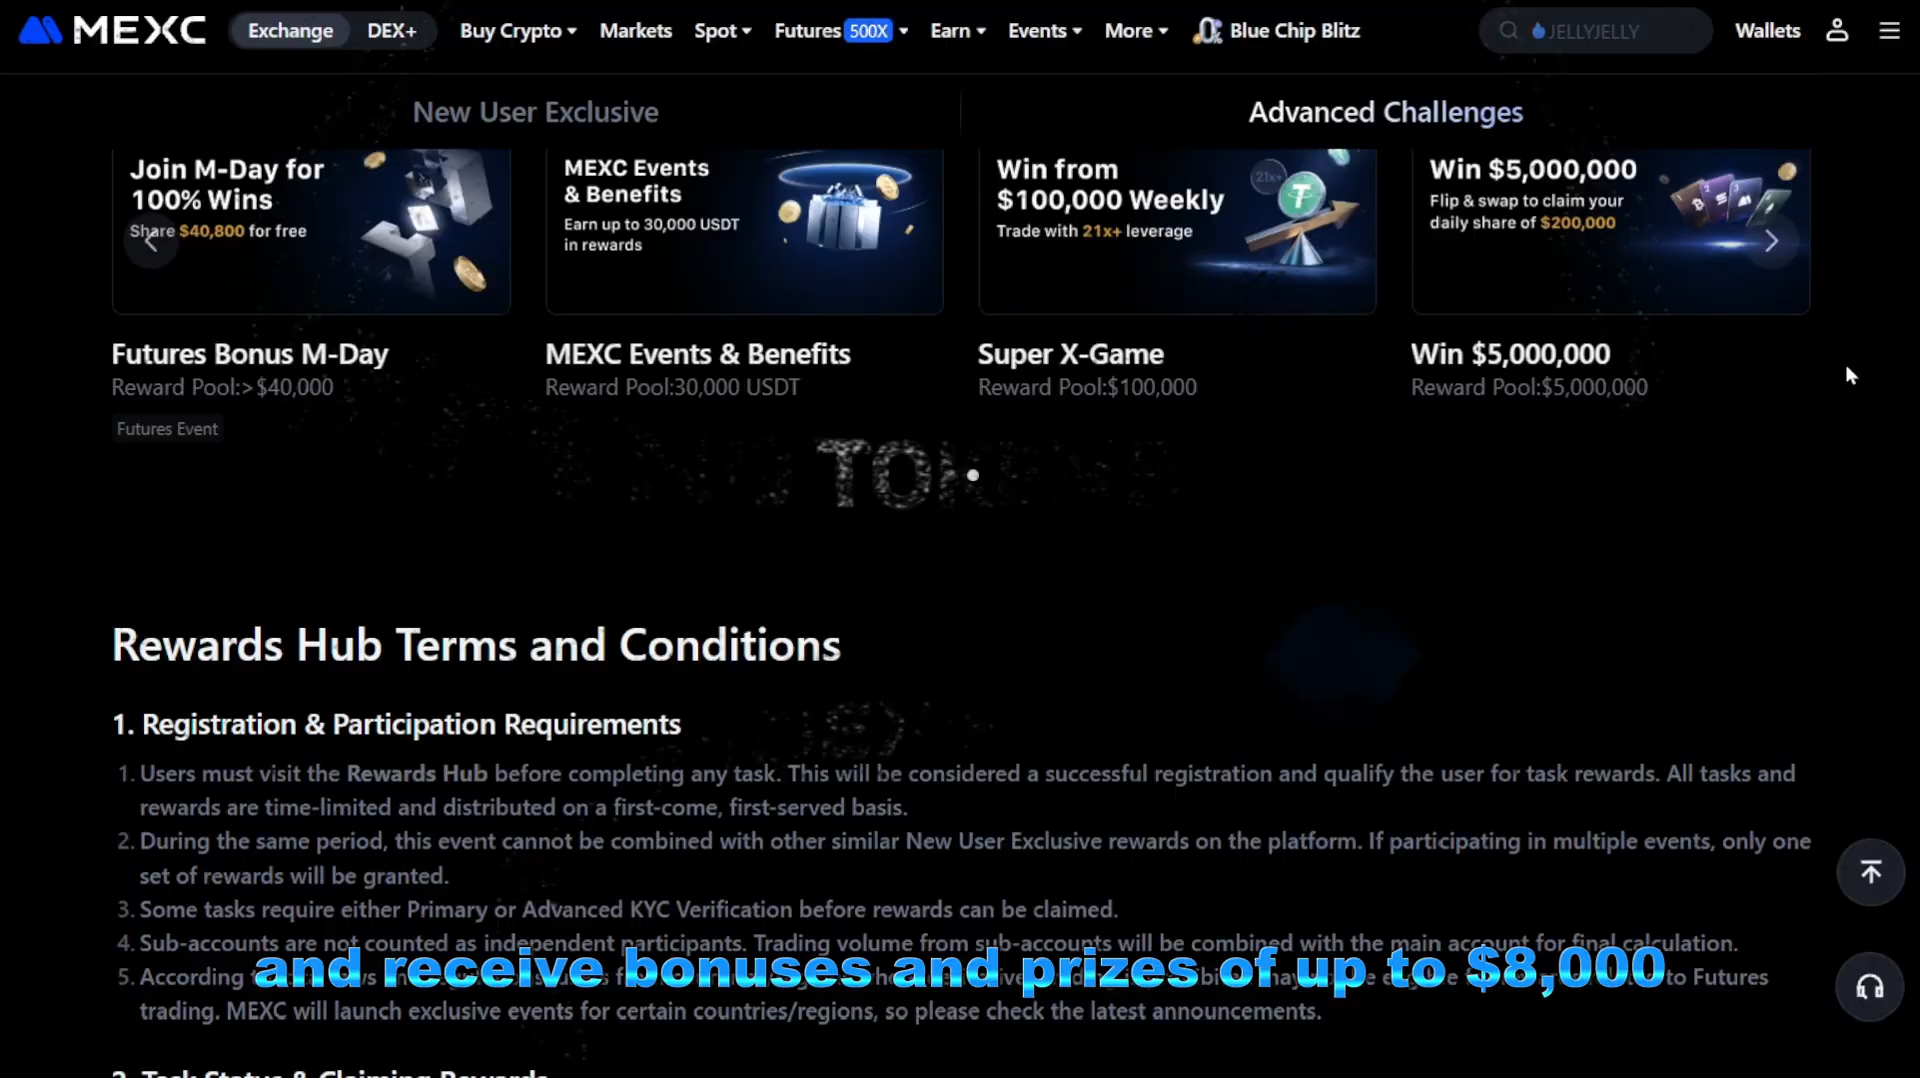 MEXC Exchange DEX+ Buy Crypto Markets Spot Futures 500X Earn Events More Blue Chip Blitz JELLYJELLY Wallets
New User Exclusive Advanced Challenges
Join M-Day for
100% Wins
Share $40,800 for free
MEXC Events
& Benefits
Earn up to 30,000 USDT
in rewards
Win from
$100,000 Weekly
Trade with 21x+ leverage
21x+
Win $5,000,000
Flip & swap to claim your
daily share of $200,000
Futures Bonus M-Day
Reward Pool:>$40,000
Futures Event
MEXC Events & Benefits
Reward Pool:30,000 USDT
Super X-Game
Reward Pool:$100,000
Win $5,000,000
Reward Pool:$5,000,000
Rewards Hub Terms and Conditions
1. Registration & Participation Requirements
1. Users must visit the Rewards Hub before completing any task. This will be considered a successful registration and qualify the user for task rewards. All tasks and
rewards are time-limited and distributed on a first-come, first-served basis.
2. During the same period, this event cannot be combined with other similar New User Exclusive rewards on the platform. If participating in multiple events, only one
set of rewards will be granted.
3. Some tasks require either Primary or Advanced KYC Verification before rewards can be claimed.
4. Sub-accounts are not counted as independent participants. Trading volume from sub-accounts will be combined with the main account for final calculation.
and receive bonuses and prizes of up to $8,000
5. According to Futures
trading. MEXC will launch exclusive events for certain countries/regions, so please check the latest announcements.
2. Task Status & Claiming Rewards